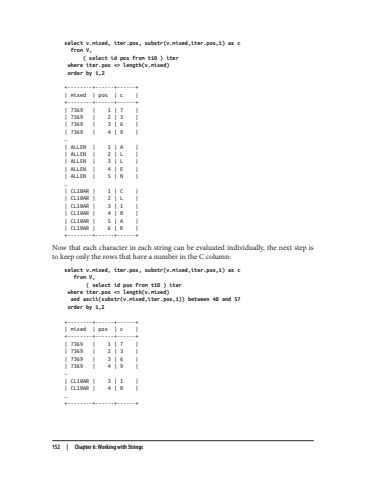 select v.mixed, iter.pos, substr(v.mixed,iter.pos,1) as c
from V,
( select id pos from t10 ) iter
where iter.pos <= length(v.mixed)
order by 1,2
+--------+------+------+
| mixed | pos | c |
+--------+------+------+
| 7369 | 1 | 7 |
| 7369 | 2 | 3 |
| 7369 | 3 | 6 |
| 7369 | 4 | 9 |
…
| ALLEN | 1 | A |
| ALLEN | 2 | L |
| ALLEN | 3 | L |
| ALLEN | 4 | E |
| ALLEN | 5 | N |
…
| CL10AR | 1 | C |
| CL10AR | 2 | L |
| CL10AR | 3 | 1 |
| CL10AR | 4 | 0 |
| CL10AR | 5 | A |
| CL10AR | 6 | R |
+--------+------+------+
Now that each character in each string can be evaluated individually, the next step is
to keep only the rows that have a number in the C column:
select v.mixed, iter.pos, substr(v.mixed,iter.pos,1) as c
from V,
( select id pos from t10 ) iter
where iter.pos <= length(v.mixed)
and ascii(substr(v.mixed,iter.pos,1)) between 48 and 57
order by 1,2
+--------+------+------+
| mixed | pos | c |
+--------+------+------+
| 7369 | 1 | 7 |
| 7369 | 2 | 3 |
| 7369 | 3 | 6 |
| 7369 | 4 | 9 |
…
| CL10AR | 3 | 1 |
| CL10AR | 4 | 0 |
…
+--------+------+------+
152 | Chapter 6: Working with Strings